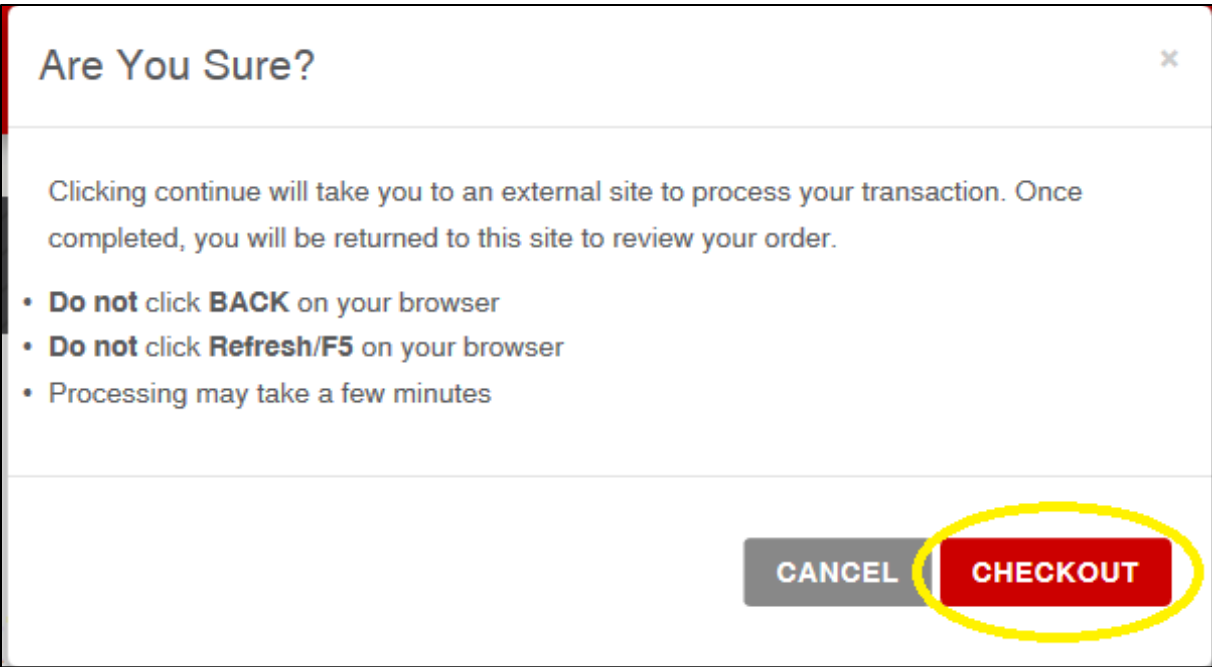 Are You Sure?
×
Clicking continue will take you to an external site to process your transaction. Once
completed, you will be returned to this site to review your order.
• Do not click BACK on your browser
• Do not click Refresh/F5 on your browser
• Processing may take a few minutes
CANCEL
CHECKOUT